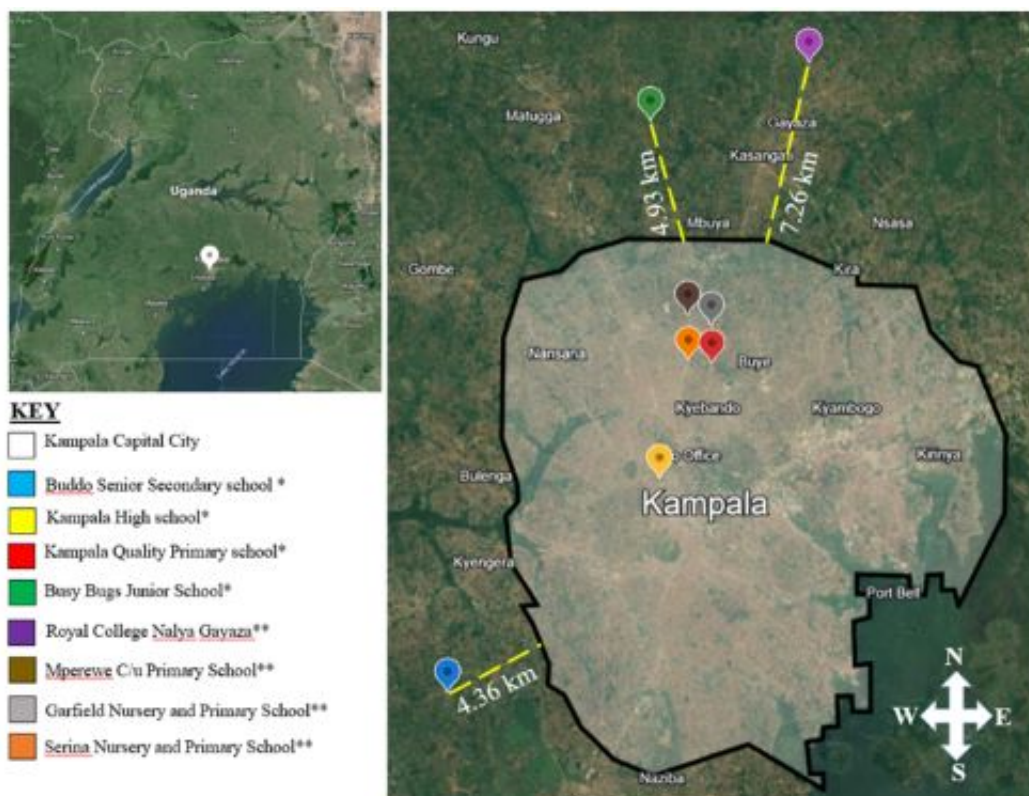 Uganda
KEY
Kampala Capital City
Buddo Senior Secondary school *
Kampala High school*
Kampala Quality Primary school*
Busy Bugs Junior School*
Royal College Nalya Gayaza**
Mperewe C/u Primary School**
Garfield Nursery and Primary School**
Serina Nursery and Primary School**
Kungu
Matugga
Gayaza
Kasangati
4.93 km
7.26 km
Mbuya
Nsasa
Gombe
Kira
Nansana
Buye
Kyebando
Kyambogo
Office
Kirinya
Bulenga
Kampala
Kyengera
Port Bell
4.36 km
N
W E
S
Naziba